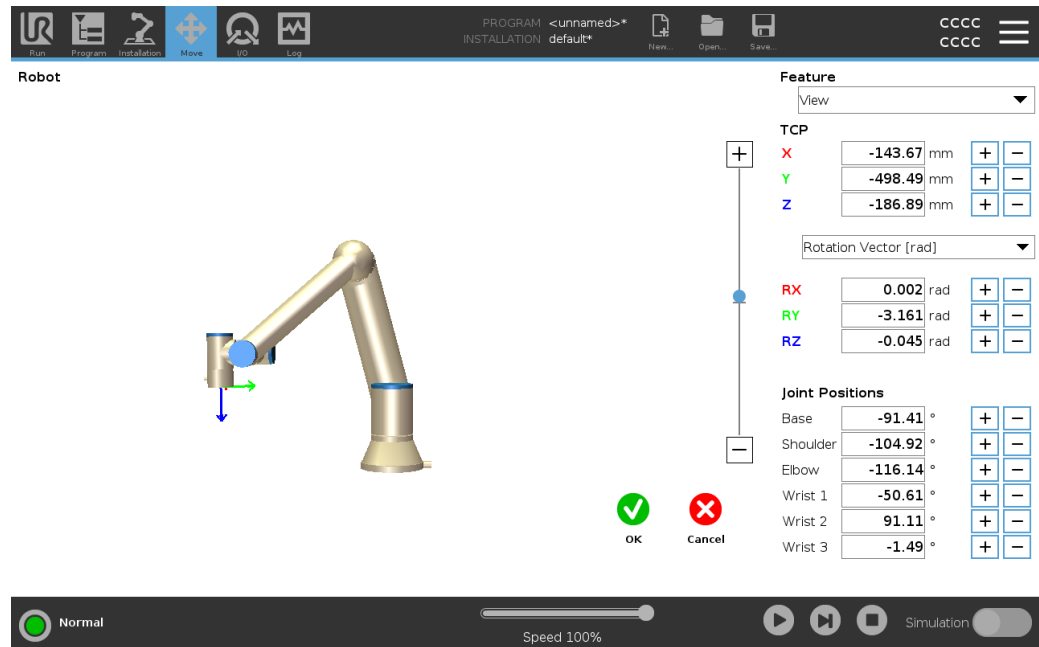 PROGRAM <unnamed>*
INSTALLATION default*
CCCC
CCCC
Run Program Installation Move I/O Log New... Open... Save...
Robot
Feature
View
TCP
X -143.67 mm + −
Y -498.49 mm + −
Z -186.89 mm + −
Rotation Vector [rad]
RX 0.002 rad + −
RY -3.161 rad + −
RZ -0.045 rad + −
Joint Positions
Base -91.41 ° + −
Shoulder -104.92 ° + −
Elbow -116.14 ° + −
Wrist 1 -50.61 ° + −
Wrist 2 91.11 ° + −
Wrist 3 -1.49 ° + −
OK Cancel
Normal
Speed 100%
Simulation